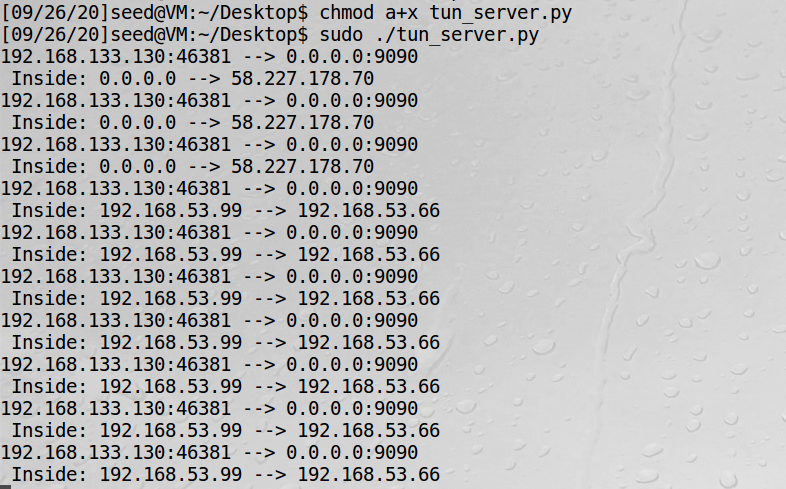 [09/26/20]seed@VM:~/Desktop$ chmod a+x tun_server.py
[09/26/20]seed@VM:~/Desktop$ sudo ./tun_server.py
192.168.133.130:46381 --> 0.0.0.0:9090
 Inside: 0.0.0.0 --> 58.227.178.70
192.168.133.130:46381 --> 0.0.0.0:9090
 Inside: 0.0.0.0 --> 58.227.178.70
192.168.133.130:46381 --> 0.0.0.0:9090
 Inside: 0.0.0.0 --> 58.227.178.70
192.168.133.130:46381 --> 0.0.0.0:9090
 Inside: 192.168.53.99 --> 192.168.53.66
192.168.133.130:46381 --> 0.0.0.0:9090
 Inside: 192.168.53.99 --> 192.168.53.66
192.168.133.130:46381 --> 0.0.0.0:9090
 Inside: 192.168.53.99 --> 192.168.53.66
192.168.133.130:46381 --> 0.0.0.0:9090
 Inside: 192.168.53.99 --> 192.168.53.66
192.168.133.130:46381 --> 0.0.0.0:9090
 Inside: 192.168.53.99 --> 192.168.53.66
192.168.133.130:46381 --> 0.0.0.0:9090
 Inside: 192.168.53.99 --> 192.168.53.66
192.168.133.130:46381 --> 0.0.0.0:9090
 Inside: 192.168.53.99 --> 192.168.53.66